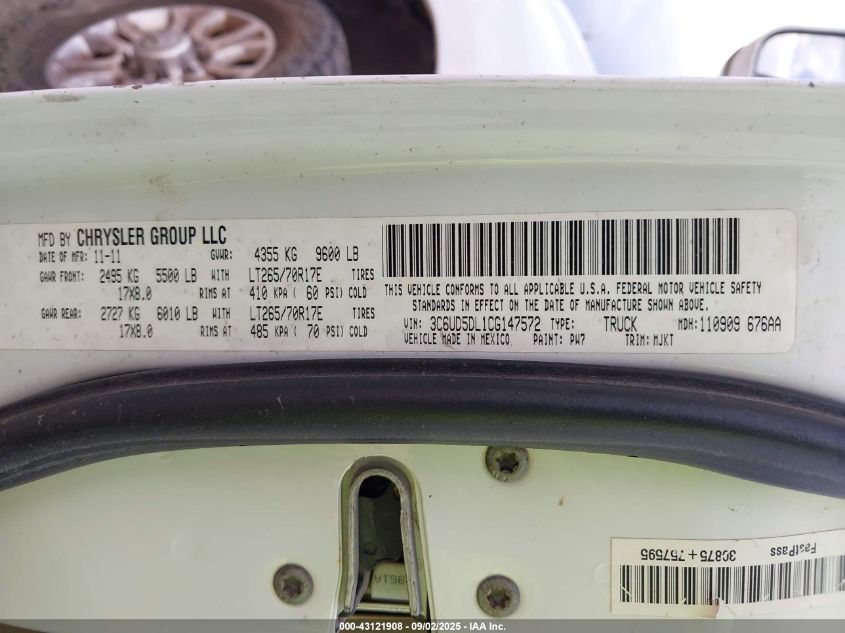 MFD BY CHRYSLER GROUP LLC
DATE OF MFR: 11-11 GVWR: 4355 KG 9600 LB
GAWR FRONT: 2495 KG 5500 LB WITH LT265/70R17E TIRES
17X8.0 RIMS AT 410 KPA ( 60 PSI) COLD
GAWR REAR: 2727 KG 6010 LB WITH LT265/70R17E TIRES
17X8.0 RIMS AT 485 KPA ( 70 PSI) COLD
THIS VEHICLE CONFORMS TO ALL APPLICABLE U.S.A. FEDERAL MOTOR VEHICLE SAFETY
STANDARDS IN EFFECT ON THE DATE OF MANUFACTURE SHOWN ABOVE.
VIN: 3C6UD5DL1CG147572 TYPE: TRUCK MDH: 110909 676AA
VEHICLE MADE IN MEXICO PAINT: PW7 TRIM: MJKT
FastPass 3C875+757595
000-43121908 - 09/02/2025 - IAA Inc.